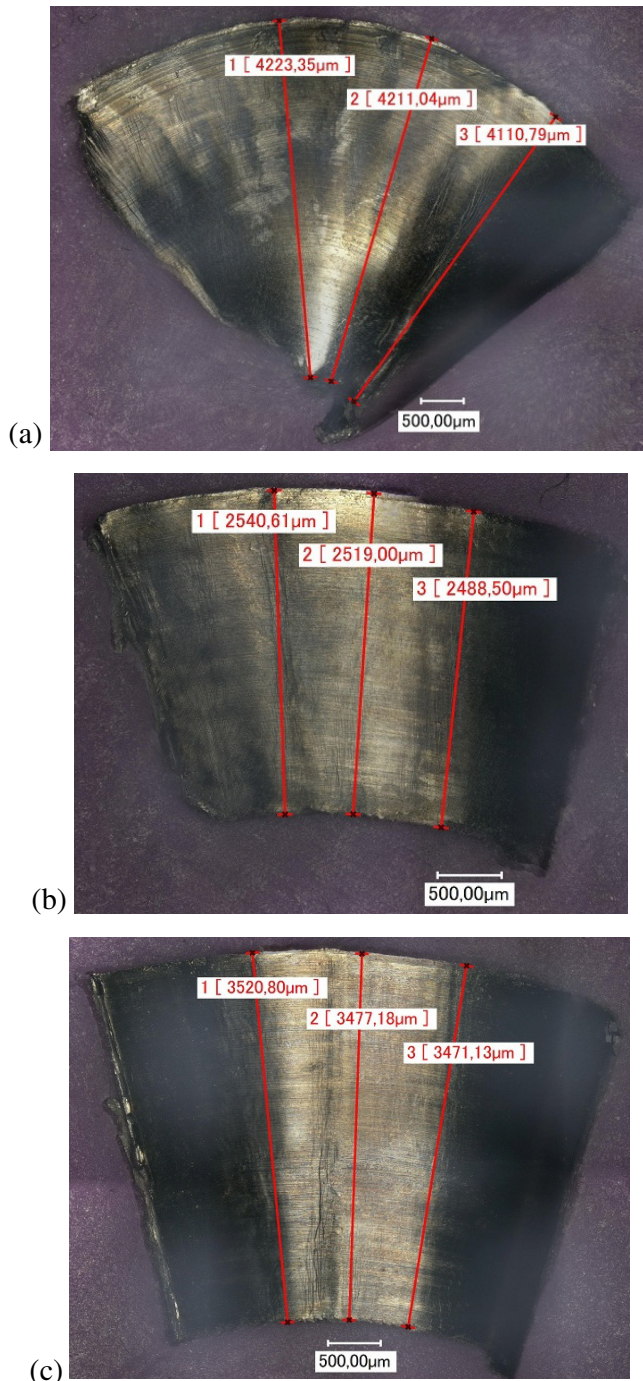 1 [ 4223,35µm ]
2 [ 4211,04µm ]
3 [ 4110,79µm ]
500,00µm
(a)
1 [ 2540,61µm ]
2 [ 2519,00µm ]
3 [ 2488,50µm ]
500,00µm
(b)
1 [ 3520,80µm ]
2 [ 3477,18µm ]
3 [ 3471,13µm ]
500,00µm
(c)